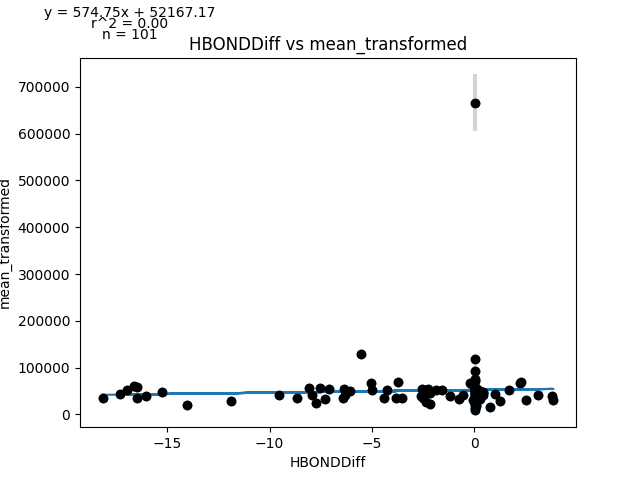 y = 574.75x + 52167.17
r^2 = 0.00
n = 101
HBONDDiff vs mean_transformed
700000
600000
500000
400000
300000
200000
100000
0
mean_transformed
−15
−10
−5
0
HBONDDiff